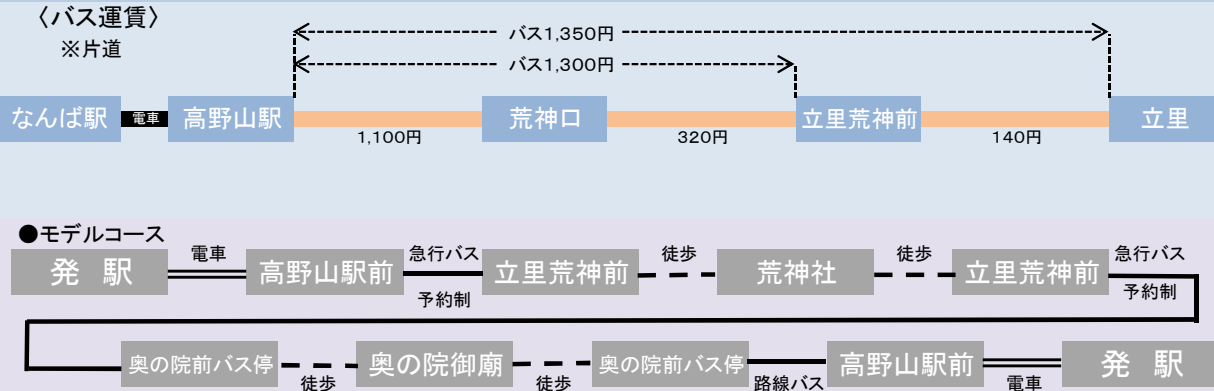 〈バス運賃〉
※片道
バス1,350円
バス1,300円
なんば駅 電車 高野山駅 荒神口 立里荒神前 立里
1,100円 320円 140円
●モデルコース
発 駅 電車 高野山駅前 急行バス 予約制 立里荒神前 徒歩 荒神社 徒歩 立里荒神前 急行バス 予約制
奥の院前バス停 徒歩 奥の院御廟 徒歩 奥の院前バス停 路線バス 高野山駅前 電車 発 駅